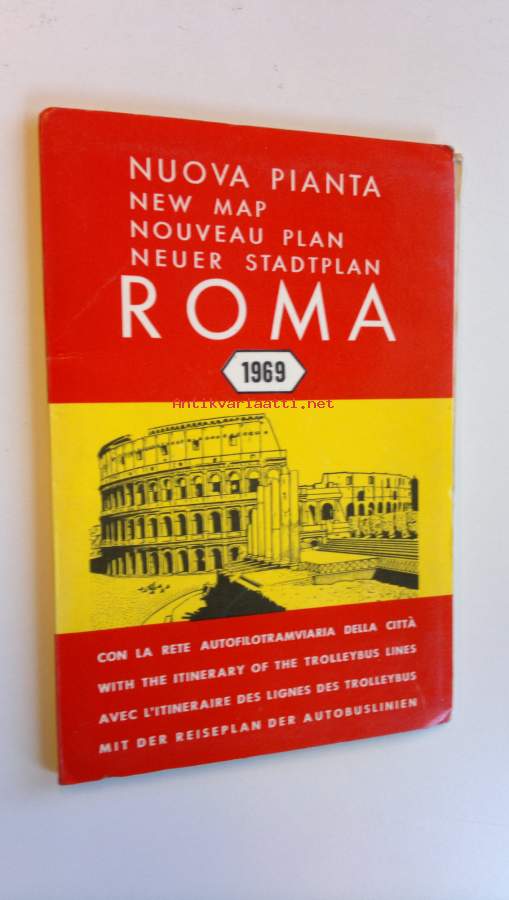 NUOVA PIANTA
NEW MAP
NOUVEAU PLAN
NEUER STADTPLAN
ROMA
1969
Antikvariaatti.net
CON LA RETE AUTOFILOTRAMVIARIA DELLA CITTÀ
WITH THE ITINERARY OF THE TROLLEYBUS LINES
AVEC L'ITINERAIRE DES LIGNES DES TROLLEYBUS
MIT DER REISEPLAN DER AUTOBUSLINIEN